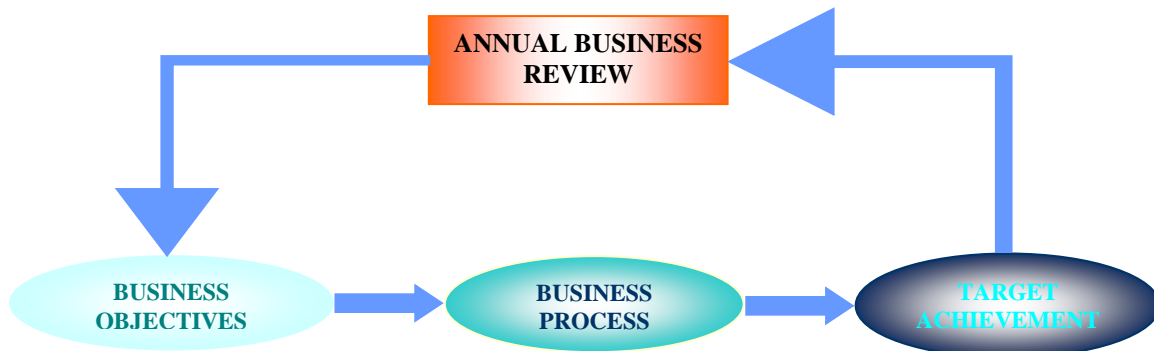 ANNUAL BUSINESS
REVIEW
BUSINESS
OBJECTIVES
BUSINESS
PROCESS
TARGET
ACHIEVEMENT